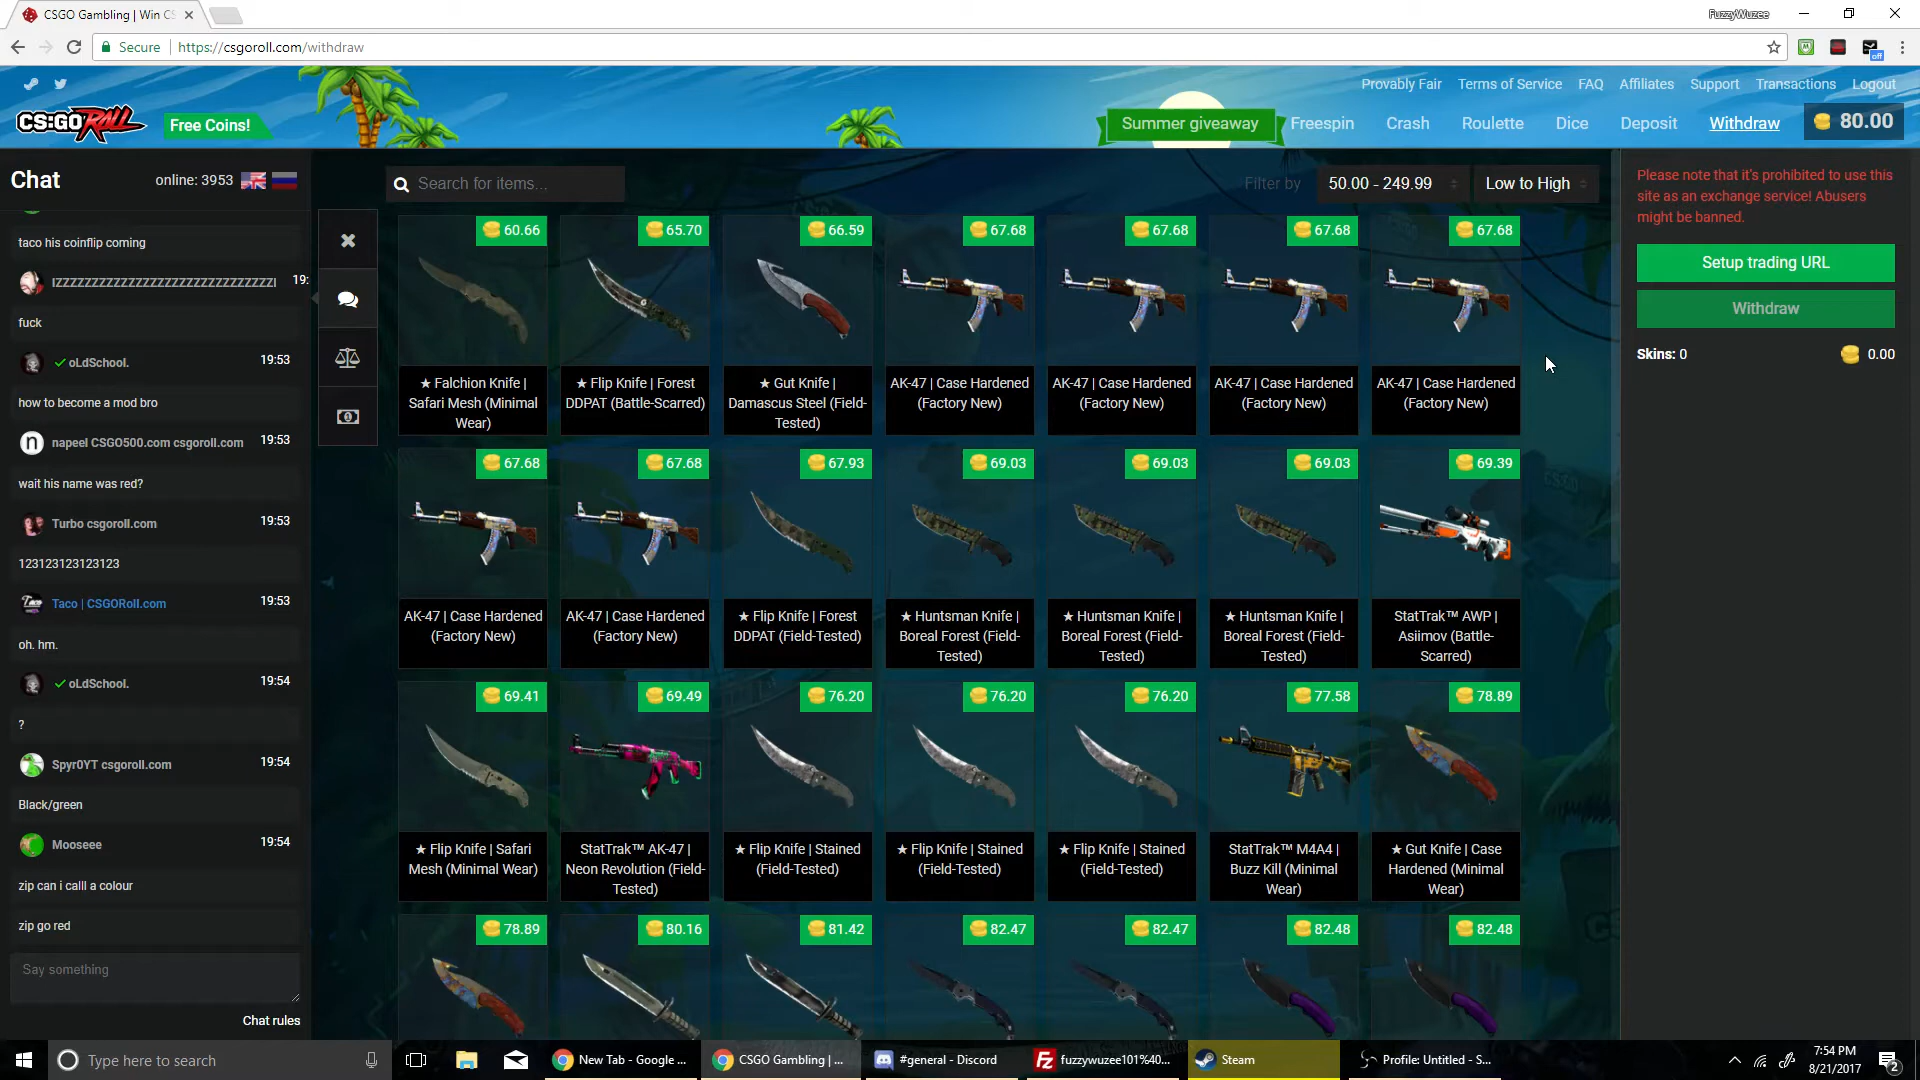 CSGO Gambling | Win CS
FuzzyWuzee
Secure
https://csgoroll.com/withdraw
off
Provably Fair
Terms of Service
FAQ
Affiliates
Support
Transactions
Logout
CS:GO ROLL
Free Coins!
Summer giveaway
Freespin
Crash
Roulette
Dice
Deposit
Withdraw
80.00
Chat
online: 3953
taco his coinflip coming
IZZZZZZZZZZZZZZZZZZZZZZZZZZZZZZZI 19:
fuck
oLdSchool. 19:53
how to become a mod bro
napeel CSGO500.com csgoroll.com 19:53
wait his name was red?
Turbo csgoroll.com 19:53
123123123123123
Taco | CSGORoll.com 19:53
oh. hm.
oLdSchool. 19:54
?
Spyr0YT csgoroll.com 19:54
Black/green
Mooseee 19:54
zip can i calll a colour
zip go red
Say something
Chat rules
Search for items...
Filter by
50.00 - 249.99
Low to High
60.66
65.70
66.59
67.68
67.68
67.68
67.68
★ Falchion Knife |
Safari Mesh (Minimal
Wear)
★ Flip Knife | Forest
DDPAT (Battle-Scarred)
★ Gut Knife |
Damascus Steel (Field-
Tested)
AK-47 | Case Hardened
(Factory New)
AK-47 | Case Hardened
(Factory New)
AK-47 | Case Hardened
(Factory New)
AK-47 | Case Hardened
(Factory New)
67.68
67.68
67.93
69.03
69.03
69.03
69.39
AK-47 | Case Hardened
(Factory New)
AK-47 | Case Hardened
(Factory New)
★ Flip Knife | Forest
DDPAT (Field-Tested)
★ Huntsman Knife |
Boreal Forest (Field-
Tested)
★ Huntsman Knife |
Boreal Forest (Field-
Tested)
★ Huntsman Knife |
Boreal Forest (Field-
Tested)
StatTrak™ AWP |
Asiimov (Battle-
Scarred)
69.41
69.49
76.20
76.20
76.20
77.58
78.89
★ Flip Knife | Safari
Mesh (Minimal Wear)
StatTrak™ AK-47 |
Neon Revolution (Field-
Tested)
★ Flip Knife | Stained
(Field-Tested)
★ Flip Knife | Stained
(Field-Tested)
★ Flip Knife | Stained
(Field-Tested)
StatTrak™ M4A4 |
Buzz Kill (Minimal
Wear)
★ Gut Knife | Case
Hardened (Minimal
Wear)
78.89
80.16
81.42
82.47
82.47
82.48
82.48
Please note that it's prohibited to use this
site as an exchange service! Abusers
might be banned.
Setup trading URL
Withdraw
Skins: 0
0.00
Type here to search
New Tab - Google ...
CSGO Gambling | ...
#general - Discord
fuzzywuzee101%40...
Steam
Profile: Untitled - S...
7:54 PM
8/21/2017
2